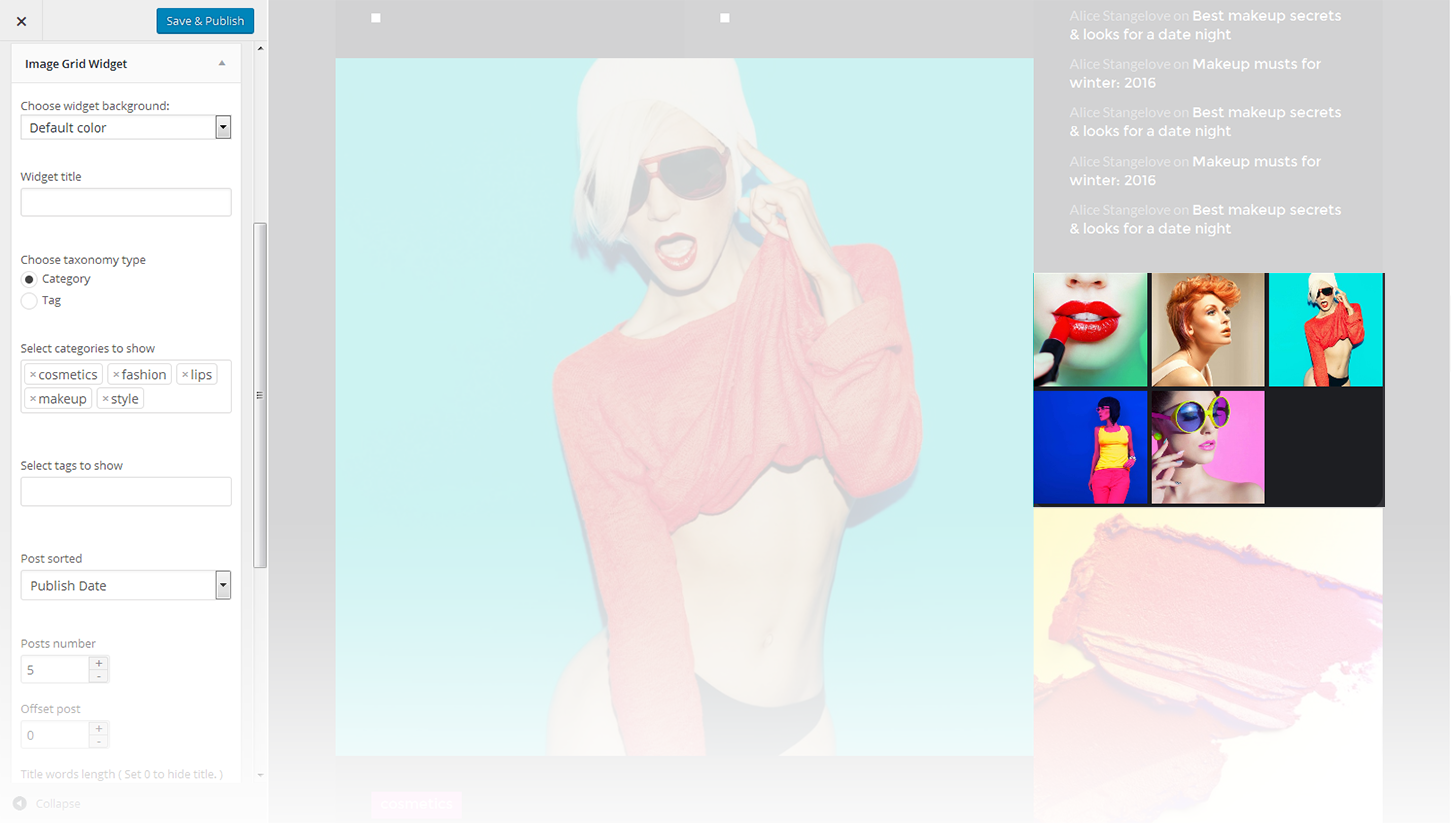 Save & Publish
Image Grid Widget
Choose widget background:
Default color
Widget title
Choose taxonomy type
Category
Tag
Select categories to show
×cosmetics ×fashion ×lips
×makeup ×style
Select tags to show
Post sorted
Publish Date
Posts number
5
+
-
Offset post
0
+
-
Title words length ( Set 0 to hide title. )
Collapse
Alice Stangelove on Best makeup secrets
& looks for a date night
Alice Stangelove on Makeup musts for
winter: 2016
Alice Stangelove on Best makeup secrets
& looks for a date night
Alice Stangelove on Makeup musts for
winter: 2016
Alice Stangelove on Best makeup secrets
& looks for a date night
cosmetics